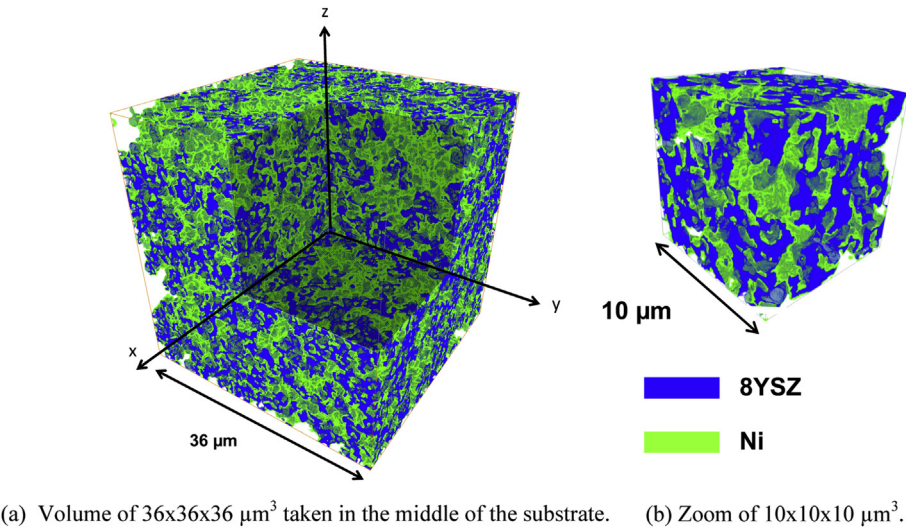 z
y
x
36 µm
10 µm
8YSZ
Ni
(a) Volume of 36x36x36 µm³ taken in the middle of the substrate.
(b) Zoom of 10x10x10 µm³.